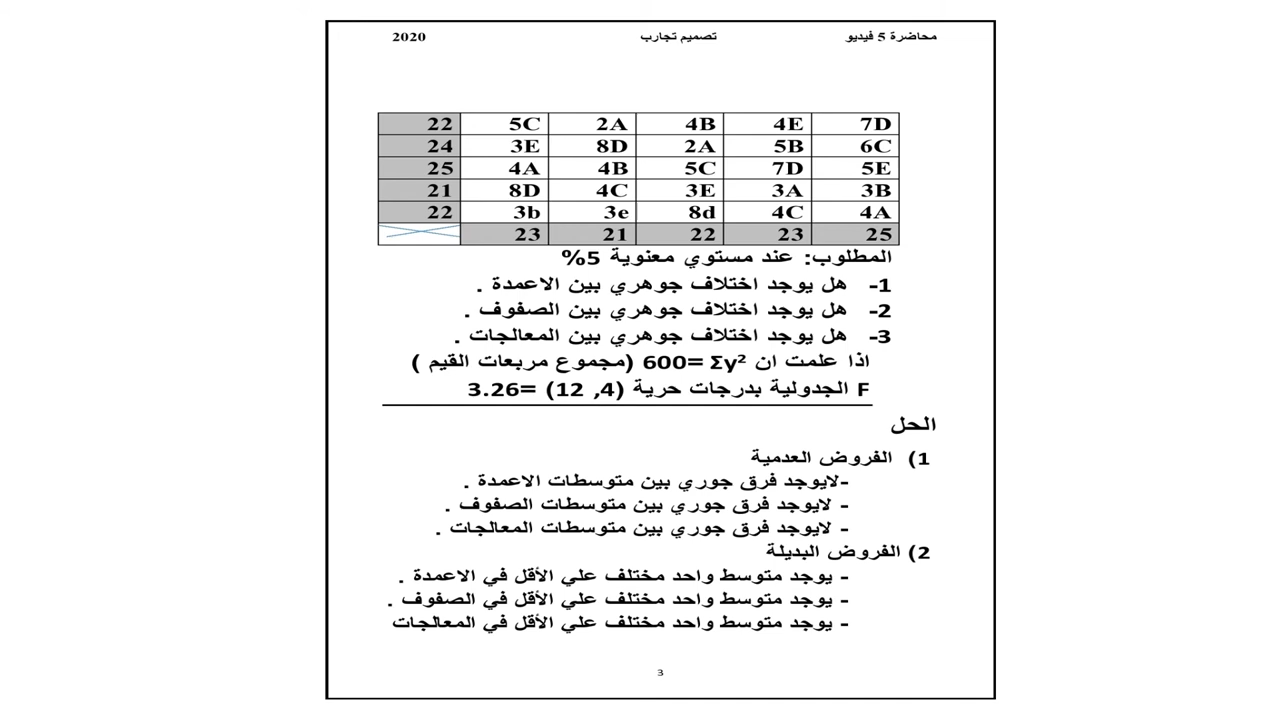 محاضرة 5 فيديو تصميم تجارب 2020
7D 4E 4B 2A 5C 22
6C 5B 2A 8D 3E 24
5E 7D 5C 4B 4A 25
3B 3A 3E 4C 8D 21
4A 4C 8d 3e 3b 22
25 23 22 21 23
المطلوب: عند مستوي معنوية 5%
1- هل يوجد اختلاف جوهري بين الاعمدة .
2- هل يوجد اختلاف جوهري بين الصفوف .
3- هل يوجد اختلاف جوهري بين المعالجات .
اذا علمت ان Σy² =600 (مجموع مربعات القيم )
F الجدولية بدرجات حرية (4, 12) =3.26
الحل
1) الفروض العدمية
-لايوجد فرق جوري بين متوسطات الاعمدة .
- لايوجد فرق جوري بين متوسطات الصفوف .
- لايوجد فرق جوري بين متوسطات المعالجات .
2) الفروض البديلة
- يوجد متوسط واحد مختلف علي الأقل في الاعمدة .
- يوجد متوسط واحد مختلف علي الأقل في الصفوف .
- يوجد متوسط واحد مختلف علي الأقل في المعالجات
3